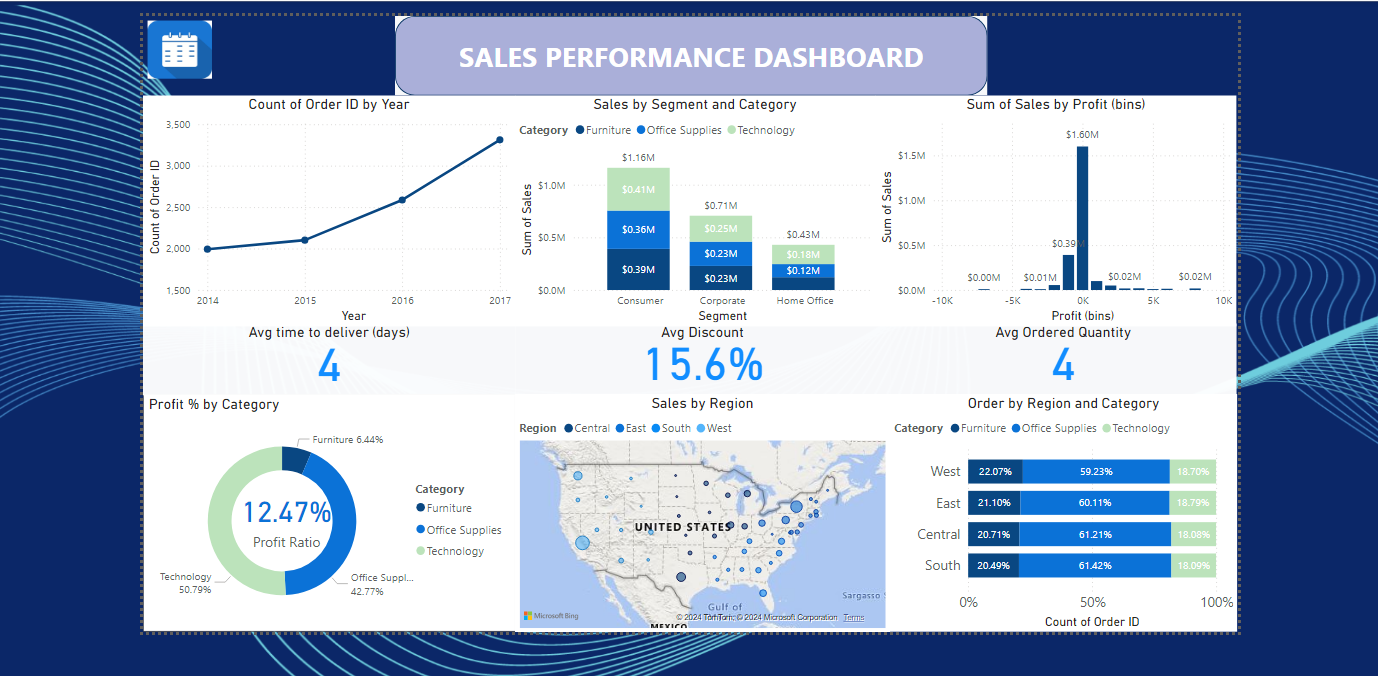 SALES PERFORMANCE DASHBOARD
Count of Order ID by Year
Count of Order ID
3,500
3,000
2,500
2,000
1,500
2014 2015 2016 2017
Year
Sales by Segment and Category
Category Furniture Office Supplies Technology
Sum of Sales
$1.0M
$0.5M
$0.0M
$1.16M
$0.41M
$0.36M
$0.39M
$0.71M
$0.25M
$0.23M
$0.23M
$0.43M
$0.18M
$0.12M
Consumer Corporate Home Office
Segment
Sum of Sales by Profit (bins)
Sum of Sales
$1.5M
$1.0M
$0.5M
$0.0M
$1.60M
$0.39M
$0.00M $0.01M $0.02M $0.02M
-10K -5K 0K 5K 10K
Profit (bins)
Avg time to deliver (days)
4
Avg Discount
15.6%
Avg Ordered Quantity
4
Profit % by Category
Furniture 6.44%
12.47%
Profit Ratio
Technology
50.79%
Office Suppl...
42.77%
Category
Furniture
Office Supplies
Technology
Sales by Region
Region Central East South West
UNITED STATES
Gulf of
MEXICO
Sargasso
Microsoft Bing
© 2024 TomTom, © 2024 Microsoft Corporation Terms
Order by Region and Category
Category Furniture Office Supplies Technology
West 22.07% 59.23% 18.70%
East 21.10% 60.11% 18.79%
Central 20.71% 61.21% 18.08%
South 20.49% 61.42% 18.09%
0% 50% 100%
Count of Order ID